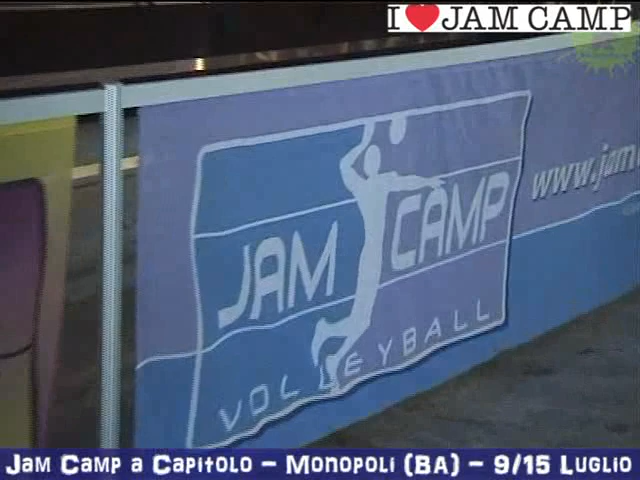 I ❤ JAM CAMP
www.jam
JAM CAMP
VOLLEYBALL
Jam Camp a Capitolo – Monopoli (BA) – 9/15 Luglio